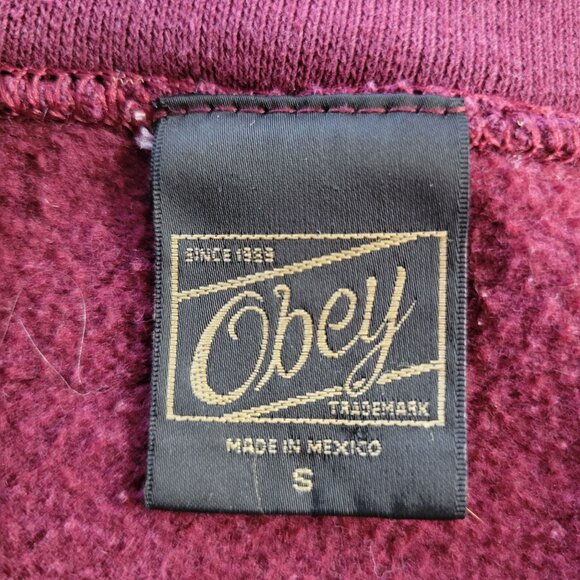 SINCE 1989
Obey
TRADEMARK
MADE IN MEXICO
S